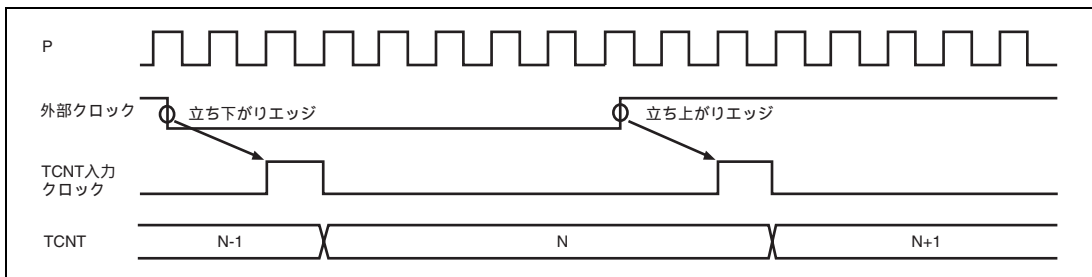 P
外部クロック
立ち下がりエッジ
立ち上がりエッジ
TCNT入力
クロック
TCNT
N-1
N
N+1